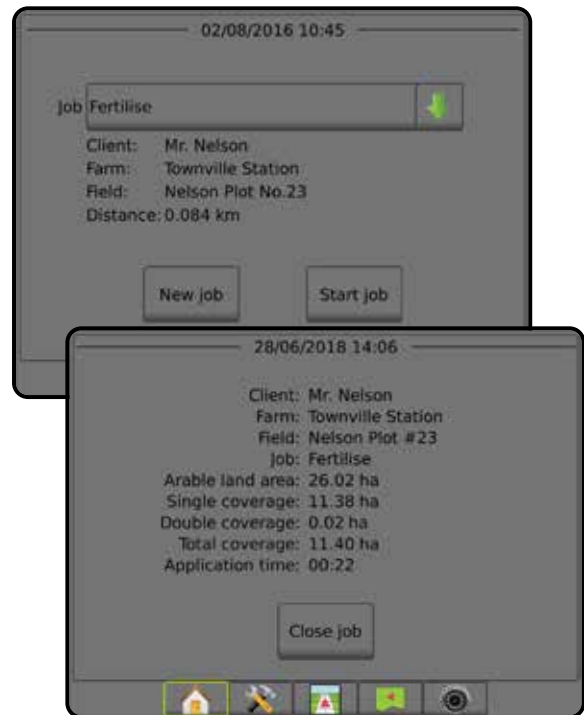 02/08/2016 10:45
Job Fertilise
Client: Mr. Nelson
Farm: Townville Station
Field: Nelson Plot No.23
Distance: 0.084 km
New job Start job
28/06/2018 14:06
Client: Mr. Nelson
Farm: Townville Station
Field: Nelson Plot #23
Job: Fertilise
Arable land area: 26.02 ha
Single coverage: 11.38 ha
Double coverage: 0.02 ha
Total coverage: 11.40 ha
Application time: 00:22
Close job